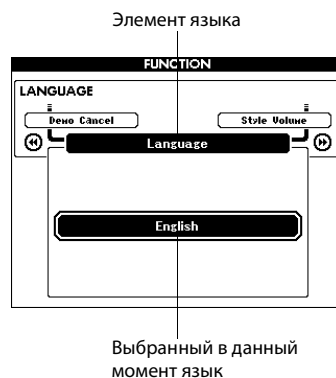 Элемент языка
FUNCTION
LANGUAGE
Demo Cancel
Style Volume
Language
English
Выбранный в данный
момент язык